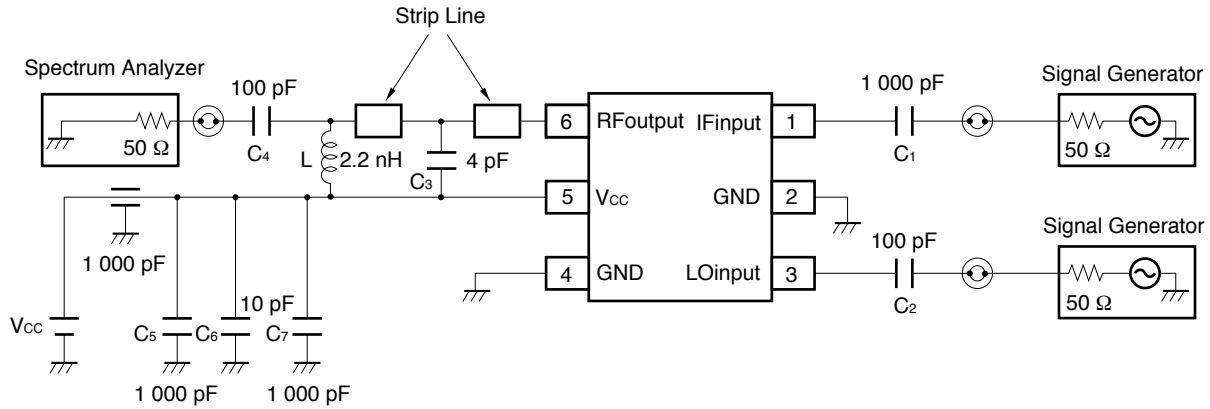 Strip Line
Spectrum Analyzer
100 pF
50 Ω
C4
L
2.2 nH
C3
4 pF
6
RFoutput
IFinput
1
5
VCC
GND
2
4
GND
LOinput
3
1 000 pF
C1
Signal Generator
50 Ω
100 pF
C2
Signal Generator
50 Ω
1 000 pF
VCC
C5
C6
10 pF
C7
1 000 pF
1 000 pF